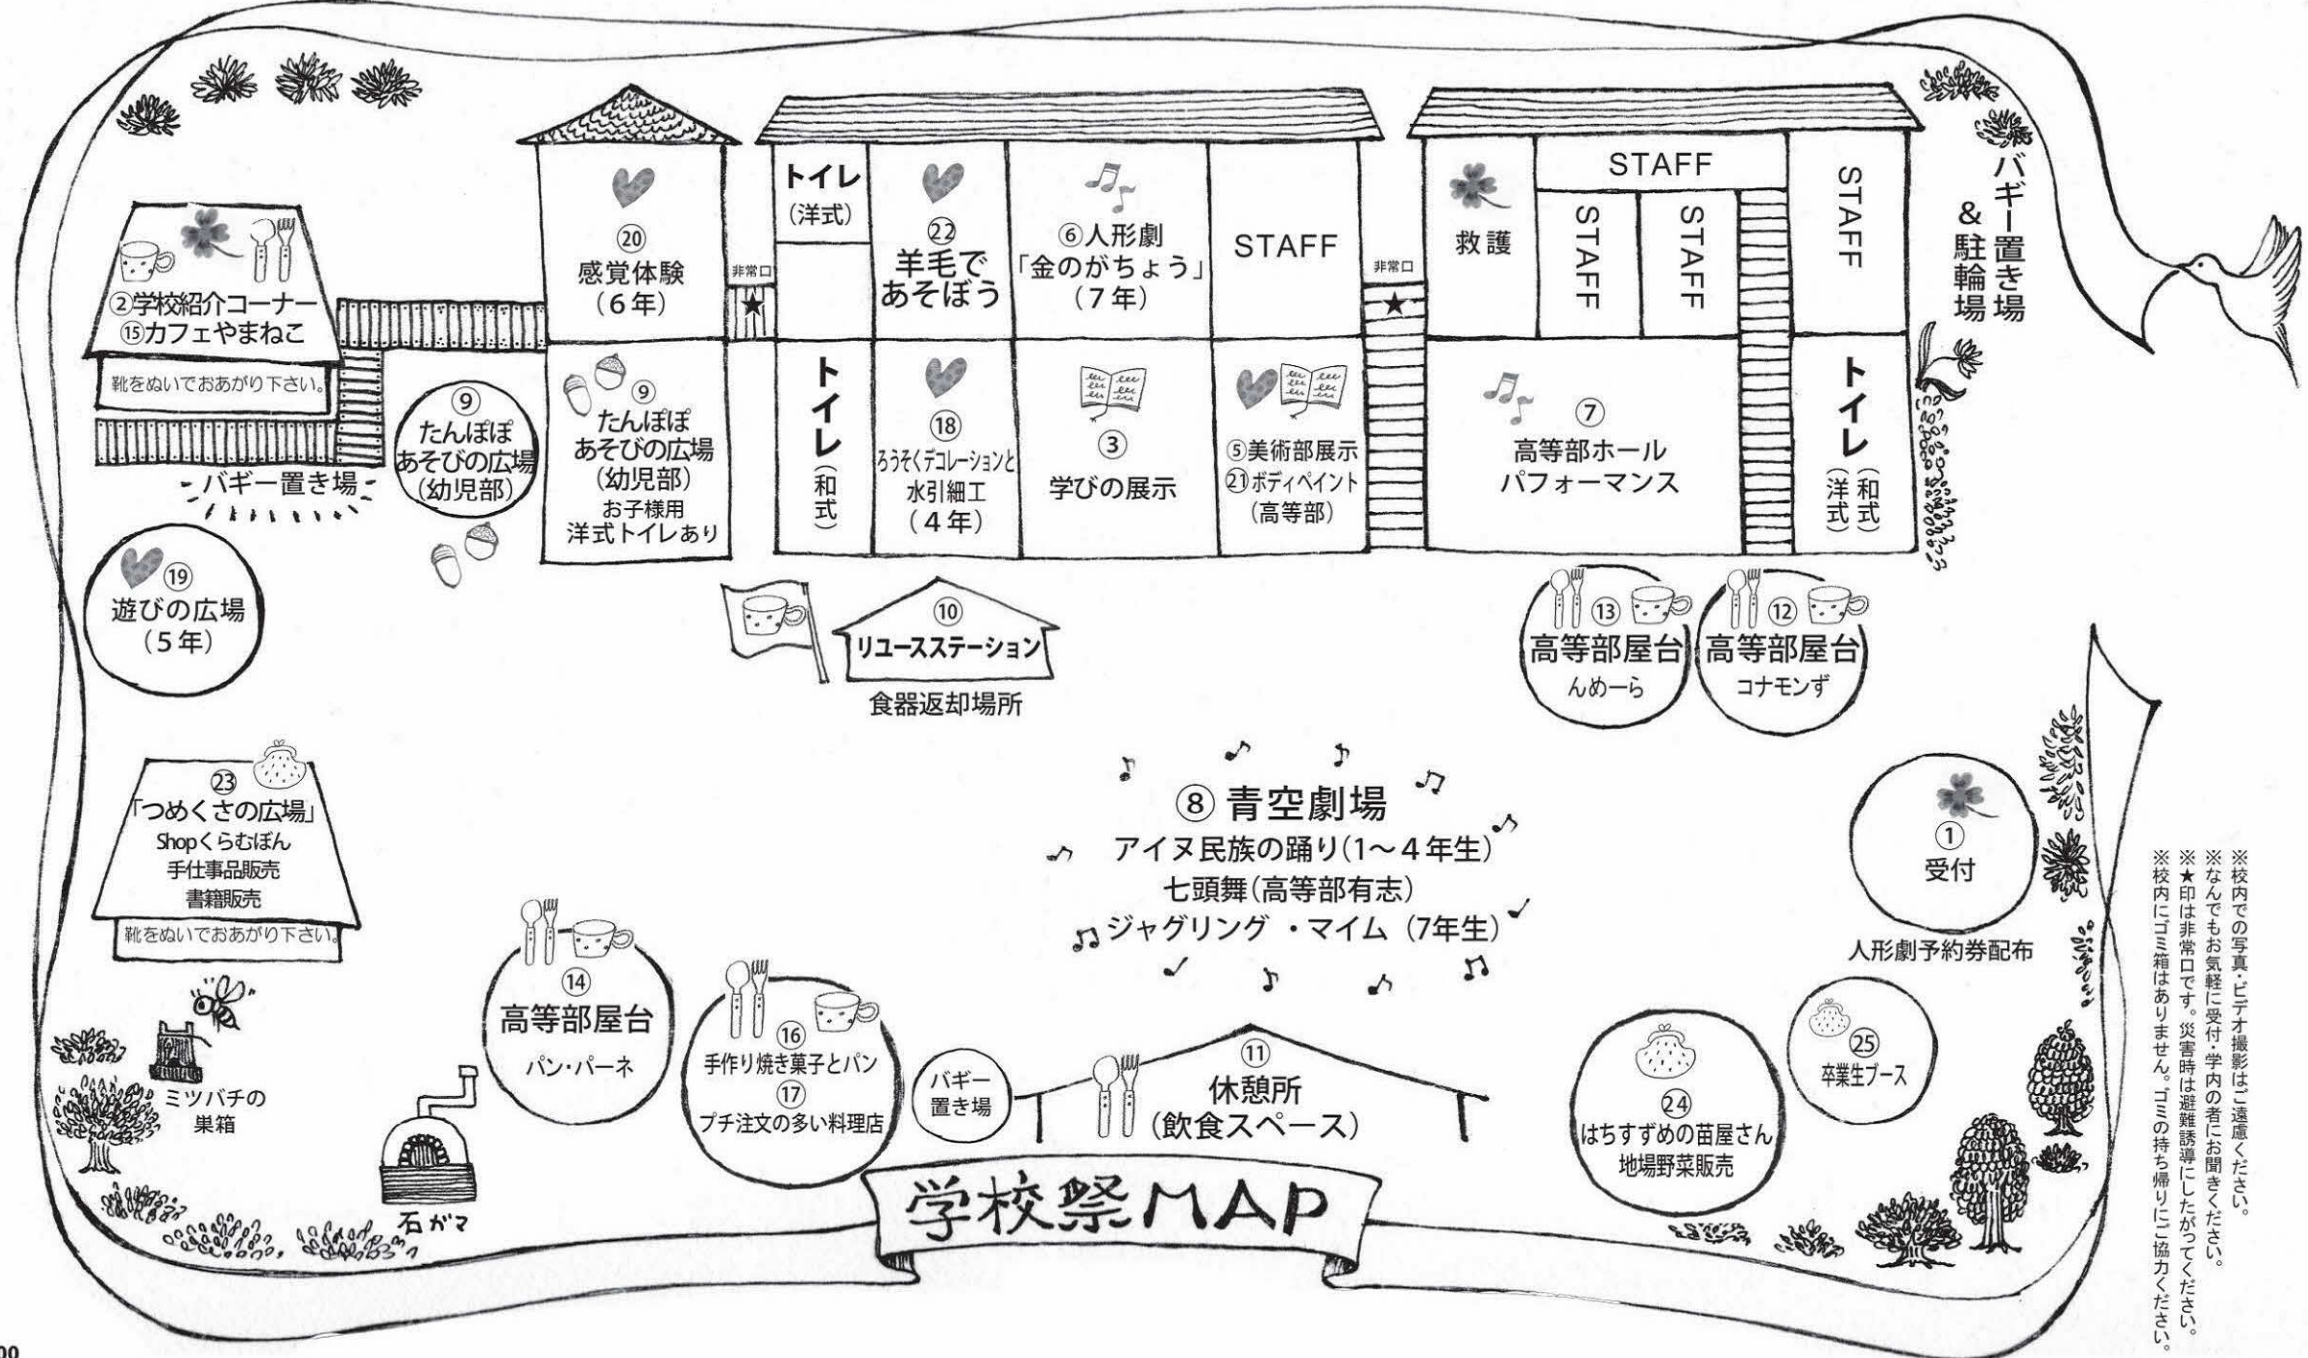 ②学校紹介コーナー
⑮カフェやまねこ
靴をぬいでおあがり下さい。
バギー置き場
⑨
たんぽぽ
あそびの広場
(幼児部)
⑳
感覚体験
(6年)
⑨
たんぽぽ
あそびの広場
(幼児部)
お子様用
洋式トイレあり
非常口
★
トイレ
(洋式)
トイレ
(和式)
㉒
羊毛で
あそぼう
⑱
ろうそくデコレーションと
水引細工
(4年)
⑥人形劇
「金のがちょう」
(7年)
③
学びの展示
STAFF
⑤美術部展示
㉑ボディペイント
(高等部)
非常口
★
救護
STAFF
STAFF
STAFF
STAFF
⑦
高等部ホール
パフォーマンス
トイレ
(和式)
(洋式)
バギー置き場
&駐輪場
⑲
遊びの広場
(5年)
⑩
リユースステーション
食器返却場所
⑬
高等部屋台
んめーら
⑫
高等部屋台
コナモンず
㉓
「つめくさの広場」
Shopくらむぼん
手仕事品販売
書籍販売
靴をぬいでおあがり下さい。
⑧青空劇場
アイヌ民族の踊り(1〜4年生)
七頭舞(高等部有志)
ジャグリング・マイム(7年生)
①
受付
人形劇予約券配布
ミツバチの
巣箱
石ガマ
⑭
高等部屋台
パン・パーネ
⑯
手作り焼き菓子とパン
⑰
プチ注文の多い料理店
バギー
置き場
⑪
休憩所
(飲食スペース)
㉔
はちすずめの苗屋さん
地場野菜販売
㉕
卒業生ブース
学校祭MAP
※校内での写真・ビデオ撮影はご遠慮ください。
※なんでもお気軽に受付・学内の者にお聞きください。
※★印は非常口です。災害時は避難誘導にしたがってください。
※校内にゴミ箱はありません。ゴミの持ち帰りにご協力ください。
00